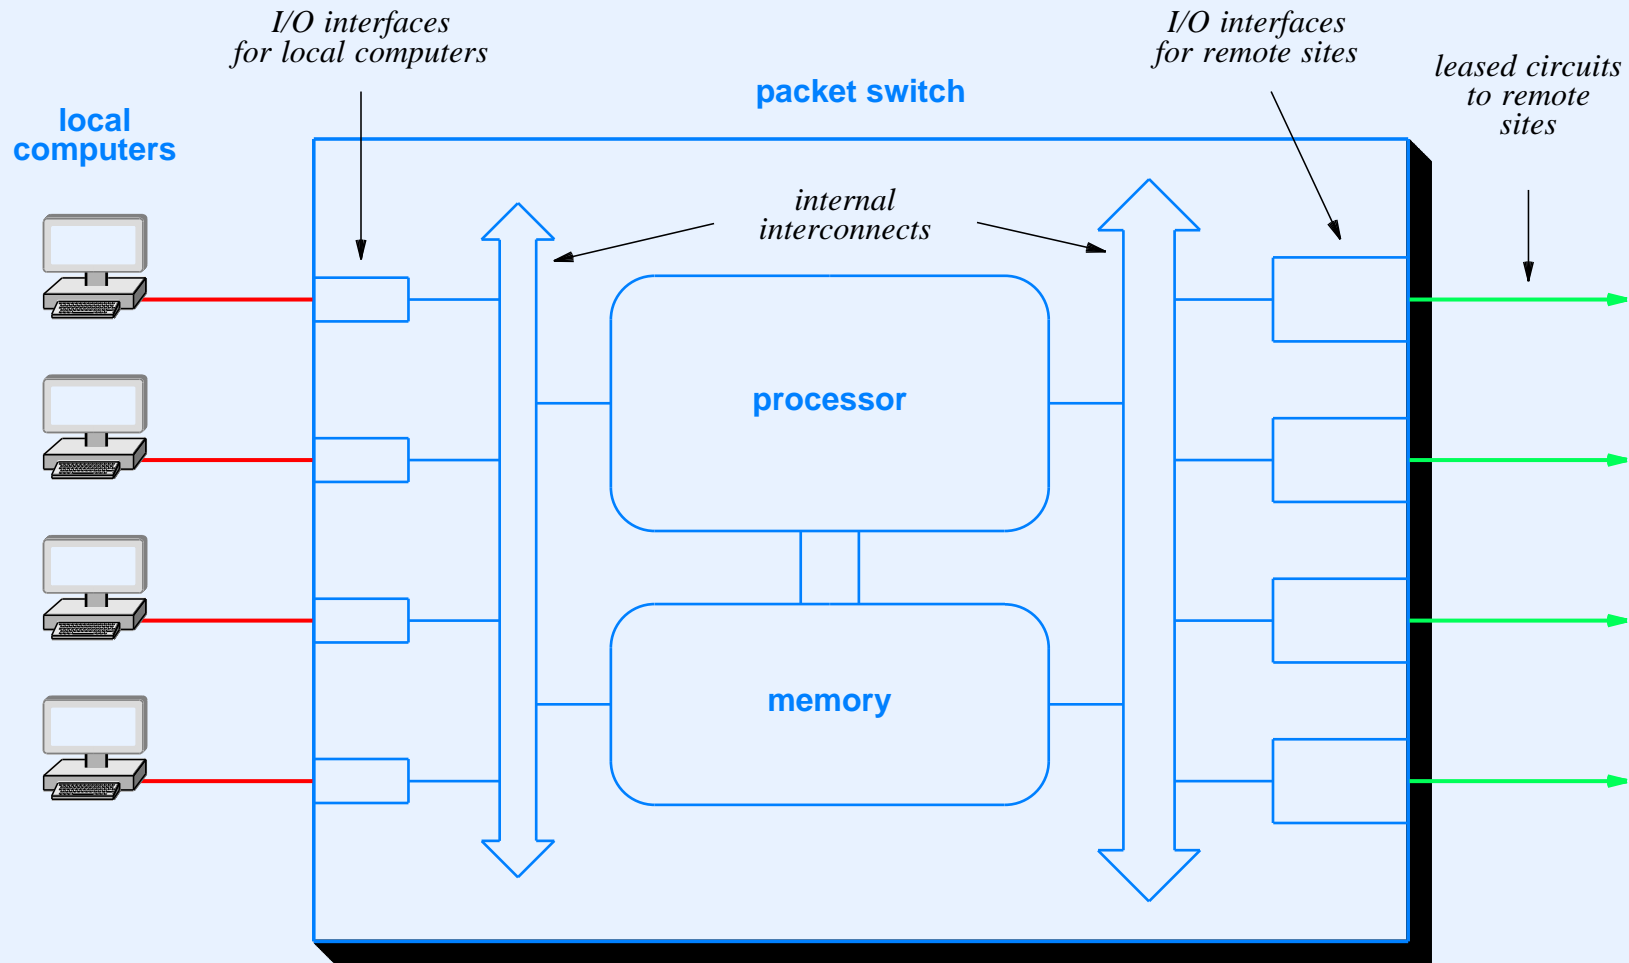 I/O interfaces
for local computers
I/O interfaces
for remote sites
leased circuits
to remote
sites
packet switch
local
computers
internal
interconnects
processor
memory